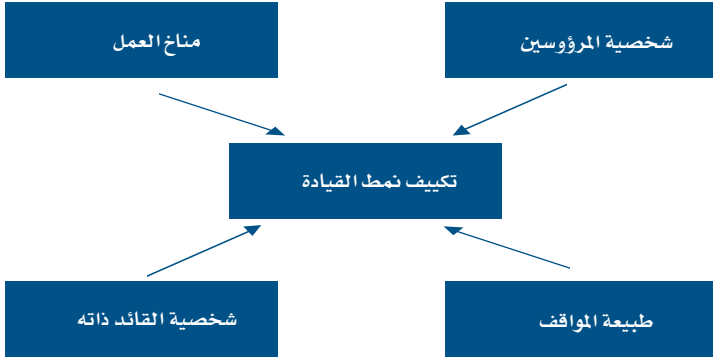 شخصية المرؤوسين
مناخ العمل
تكييف نمط القيادة
طبيعة المواقف
شخصية القائد ذاته